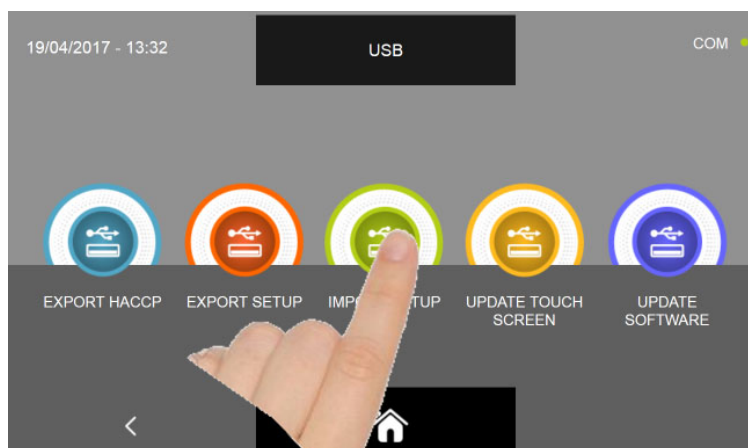 19/04/2017 - 13:32
USB
COM
EXPORT HACCP
EXPORT SETUP
UPDATE TOUCH
SCREEN
UPDATE
SOFTWARE